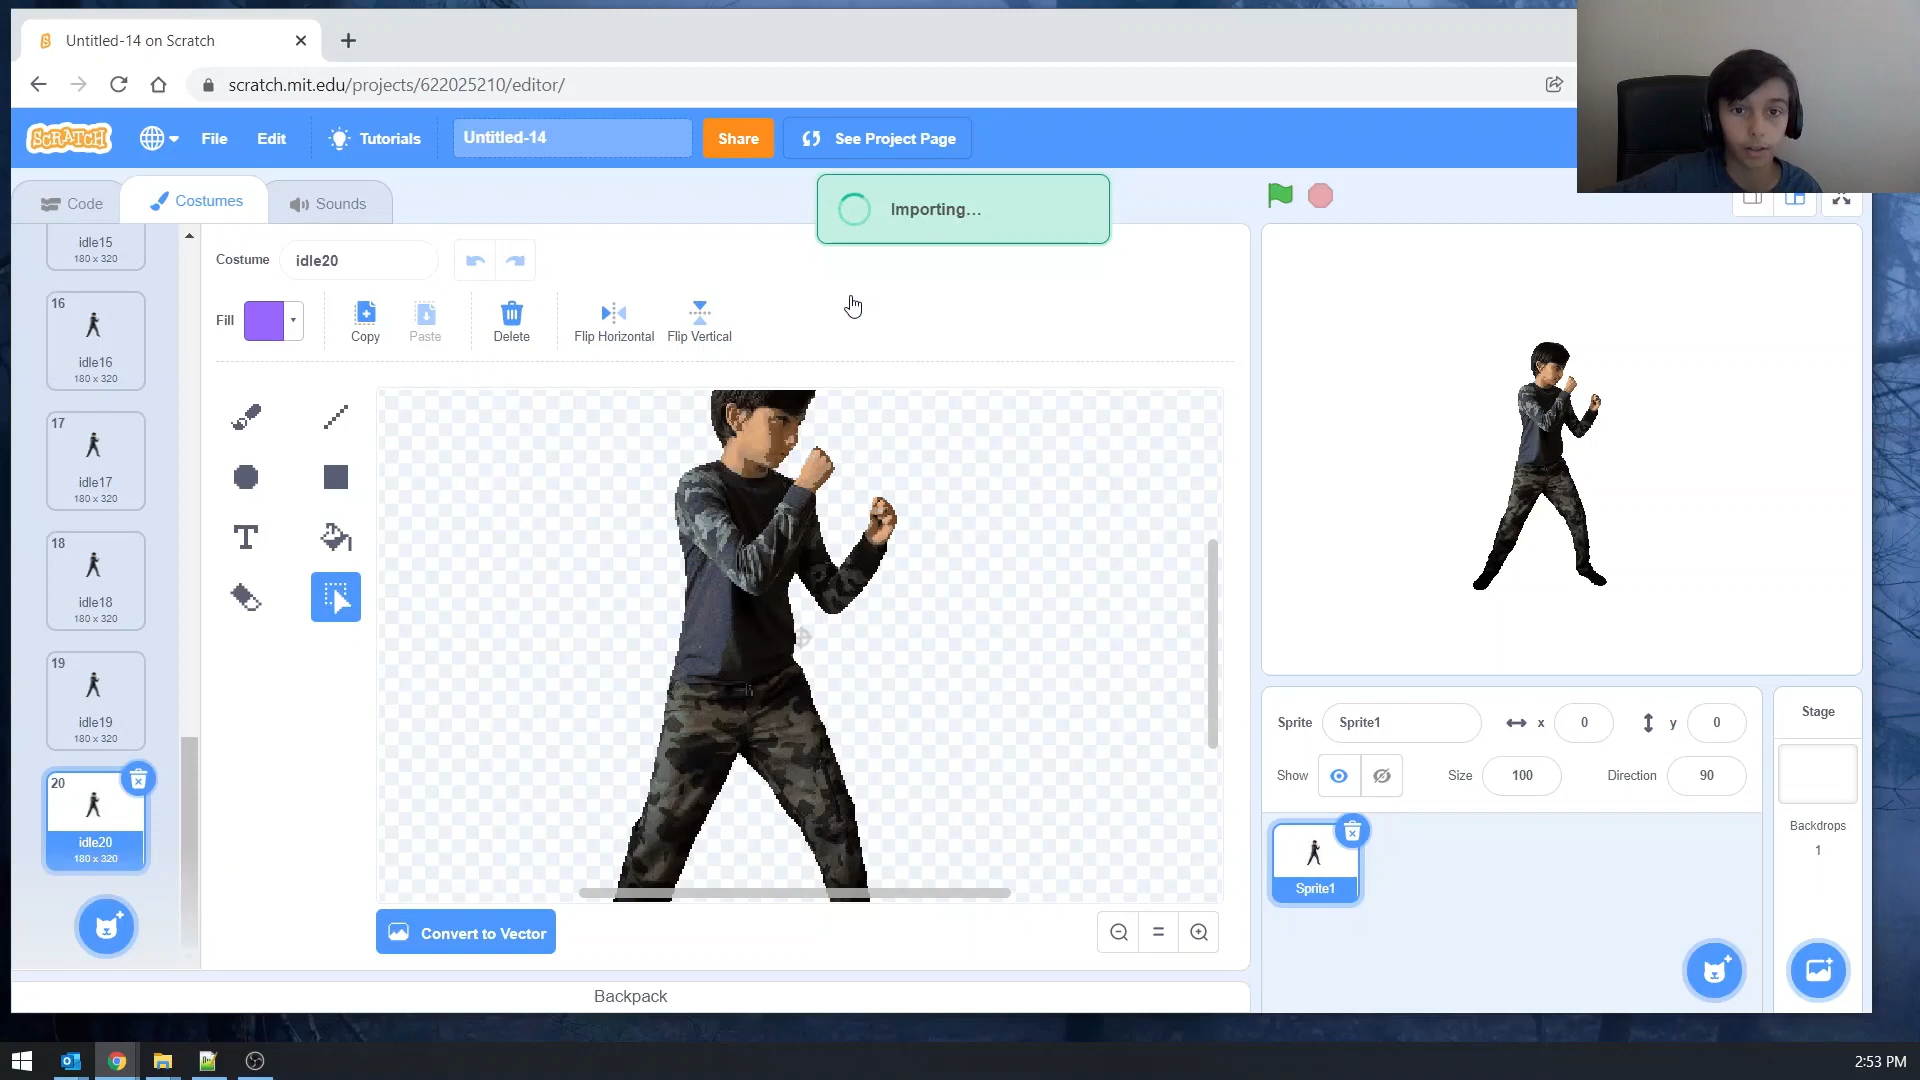 Untitled-14 on Scratch
scratch.mit.edu/projects/622025210/editor/
SCRATCH
File
Edit
Tutorials
Untitled-14
Share
See Project Page
Code
Costumes
Sounds
Importing...
idle15
180 x 320
16
idle16
180 x 320
17
idle17
180 x 320
18
idle18
180 x 320
19
idle19
180 x 320
20
idle20
180 x 320
Costume
idle20
Fill
Copy
Paste
Delete
Flip Horizontal
Flip Vertical
T
Convert to Vector
Backpack
Sprite
Sprite1
x
0
y
0
Show
Size
100
Direction
90
Sprite1
Stage
Backdrops
1
2:53 PM